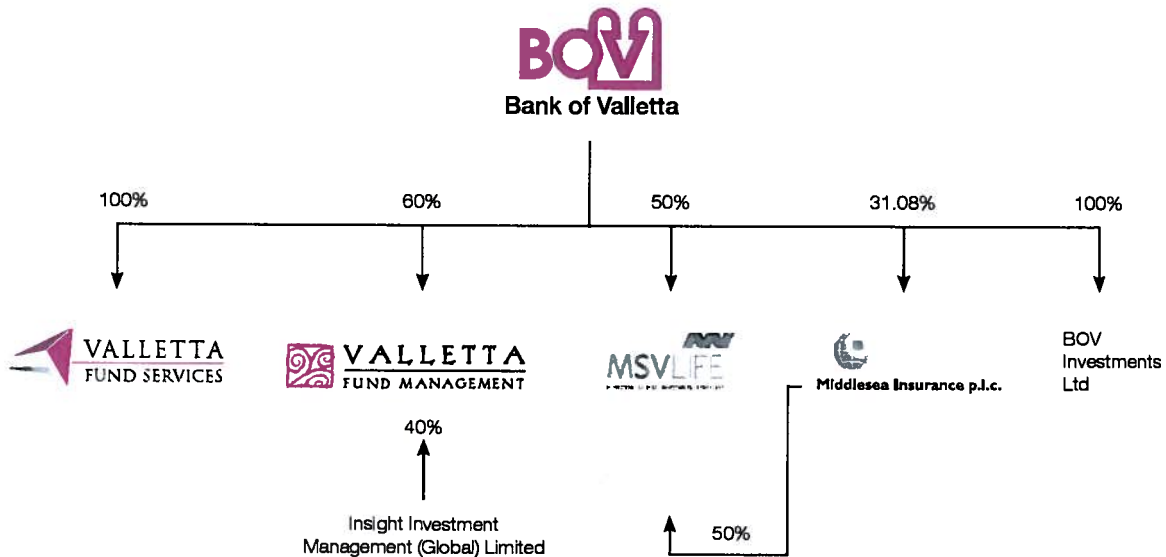 BOV
Bank of Valletta
100%
60%
50%
31.08%
100%
VALLETTA
FUND SERVICES
VALLETTA
FUND MANAGEMENT
MSVLIFE
Middlesea Insurance p.l.c.
BOV
Investments
Ltd
40%
Insight Investment
Management (Global) Limited
50%